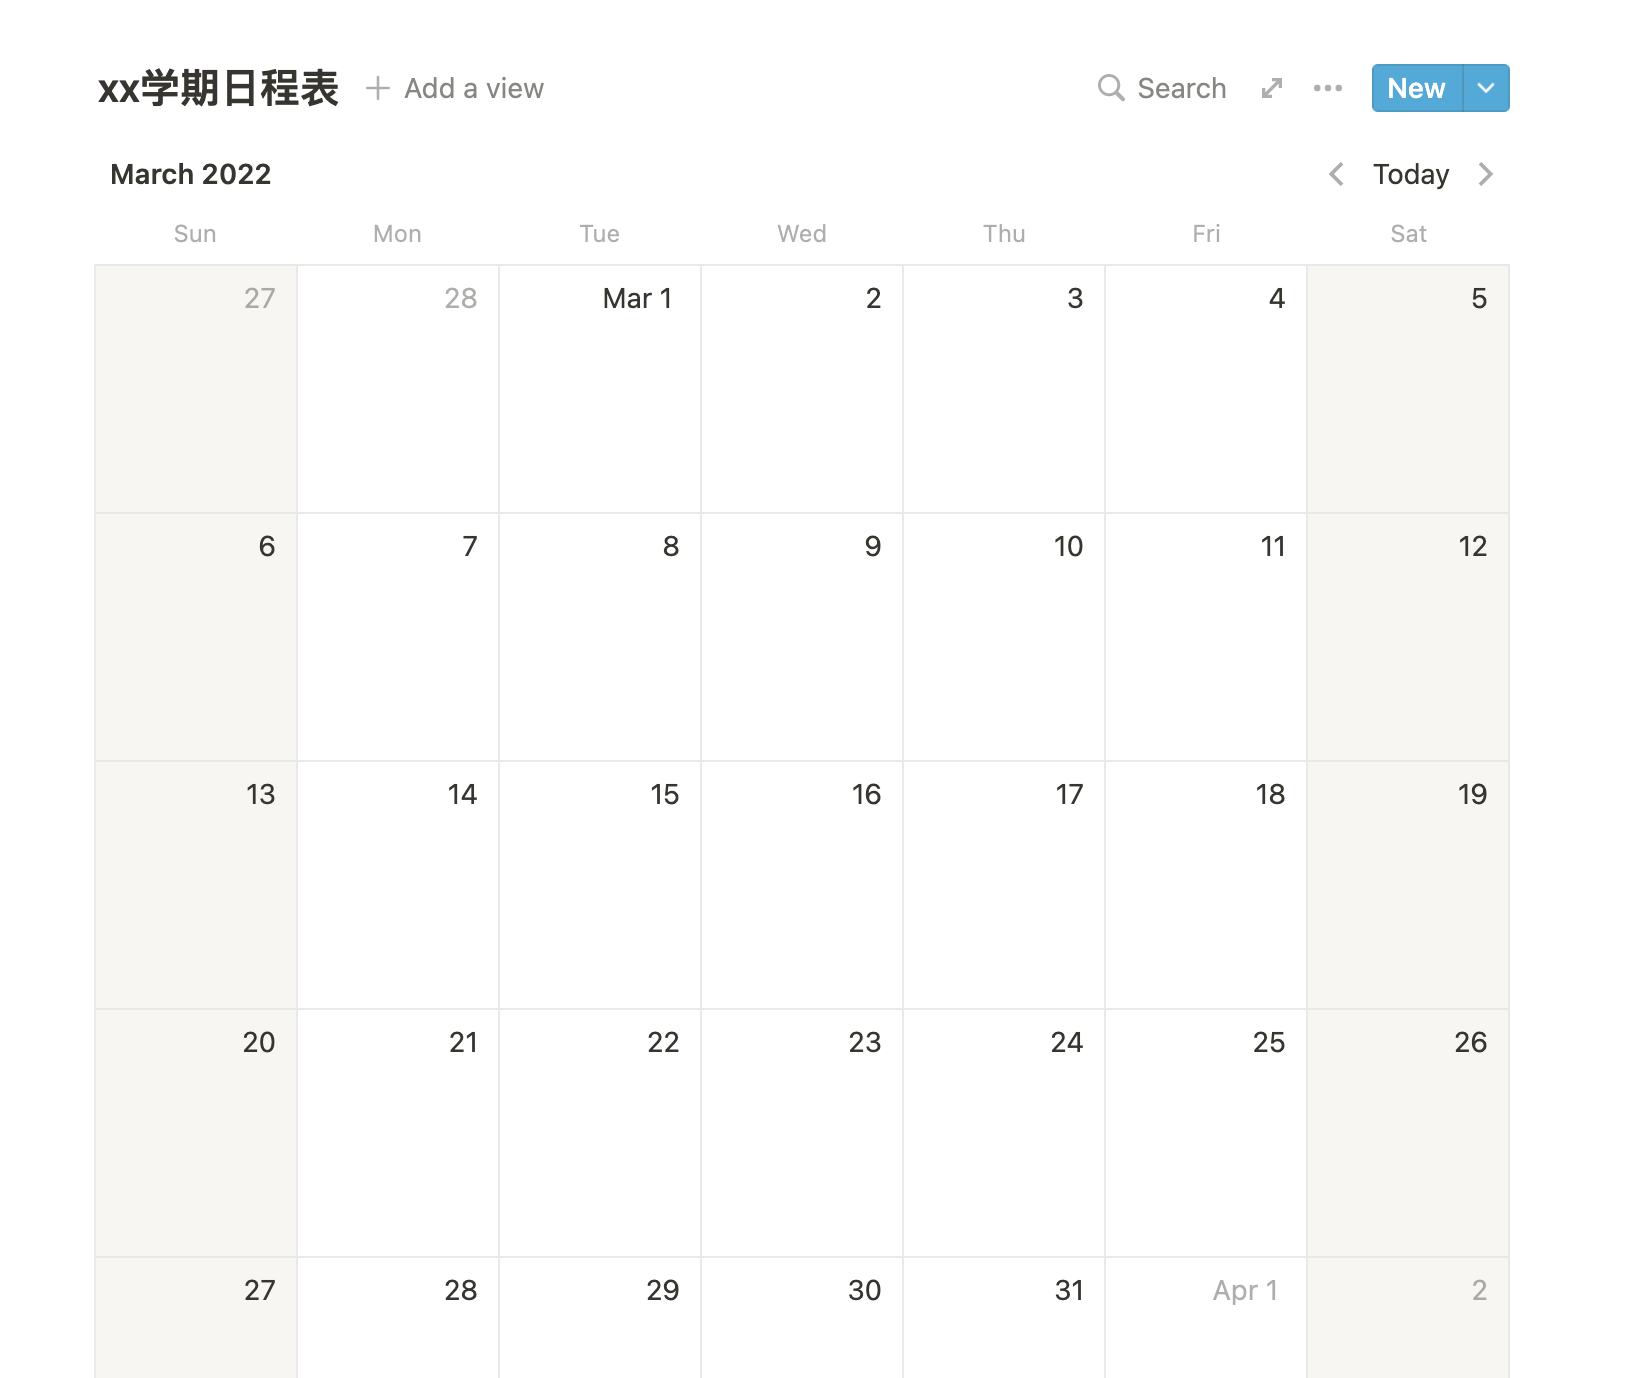 xx学期日程表 Add a view Search New
March 2022 Today
Sun Mon Tue Wed Thu Fri Sat
27 28 Mar 1 2 3 4 5
6 7 8 9 10 11 12
13 14 15 16 17 18 19
20 21 22 23 24 25 26
27 28 29 30 31 Apr 1 2